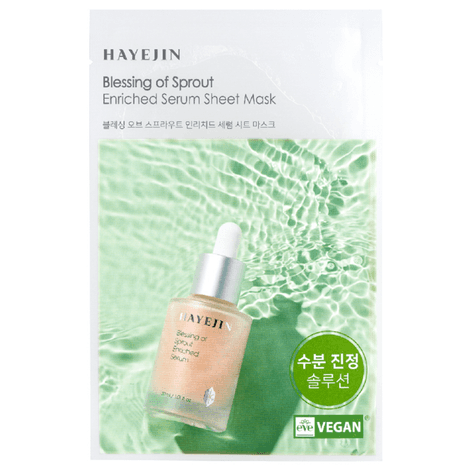 HAYEJIN
Blessing of Sprout
Enriched Serum Sheet Mask
블레싱 오브 스프라우트 인리치드 세럼 시트 마스크
HAYEJIN
Blessing of
Sprout
Enriched
Serum
수분 진정
솔루션
eve
VEGAN